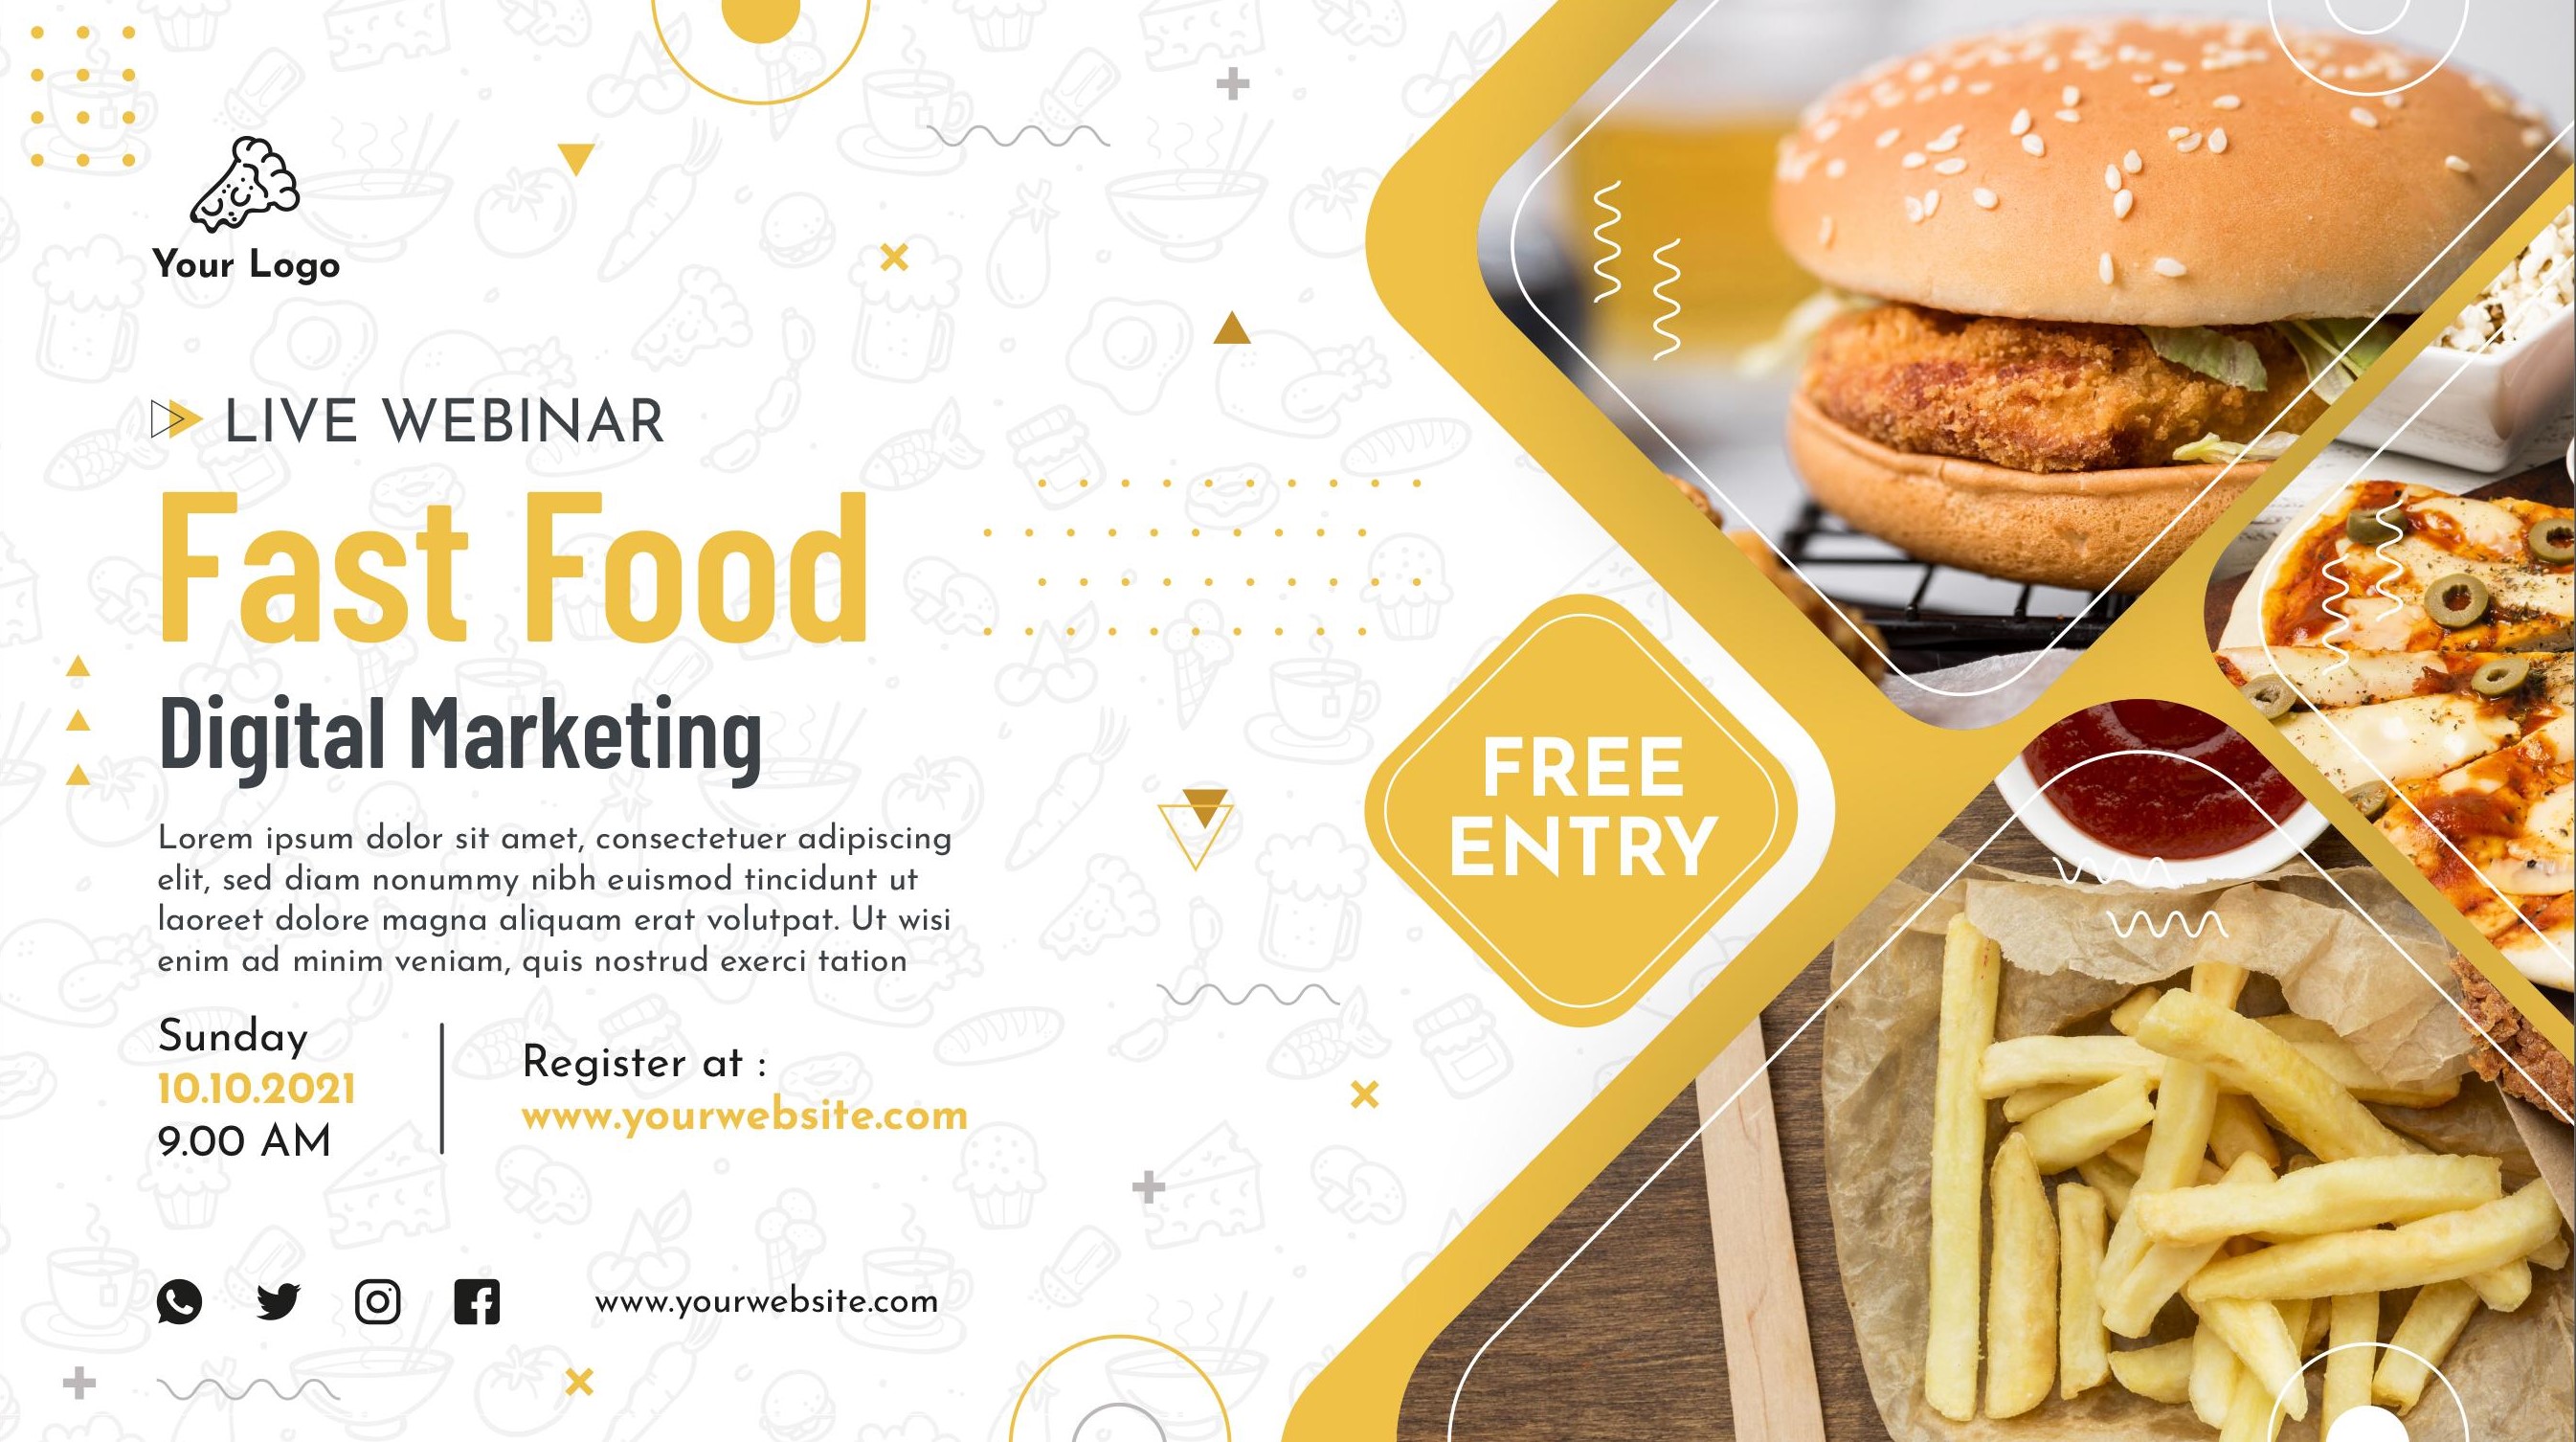 Your Logo
LIVE WEBINAR
Fast Food
Digital Marketing
Lorem ipsum dolor sit amet, consectetuer adipiscing
elit, sed diam nonummy nibh euismod tincidunt ut
laoreet dolore magna aliquam erat volutpat. Ut wisi
enim ad minim veniam, quis nostrud exerci tation
Sunday
10.10.2021
9.00 AM
Register at :
www.yourwebsite.com
www.yourwebsite.com
FREE
ENTRY